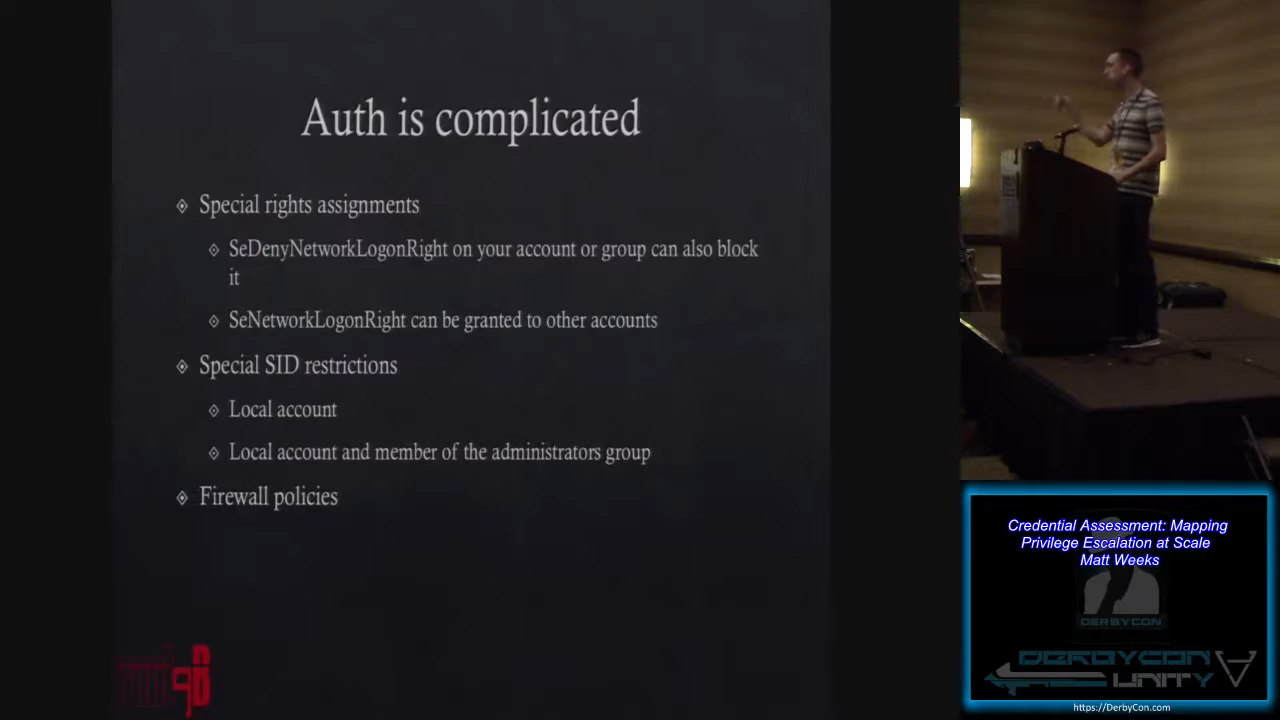 Auth is complicated
Special rights assignments
SeDenyNetworkLogonRight on your account or group can also block
it
SeNetworkLogonRight can be granted to other accounts
Special SID restrictions
Local account
Local account and member of the administrators group
Firewall policies
Credential Assessment: Mapping
Privilege Escalation at Scale
Matt Weeks
DERBYCON
DERBYCON
UNITY
https://DerbyCon.com